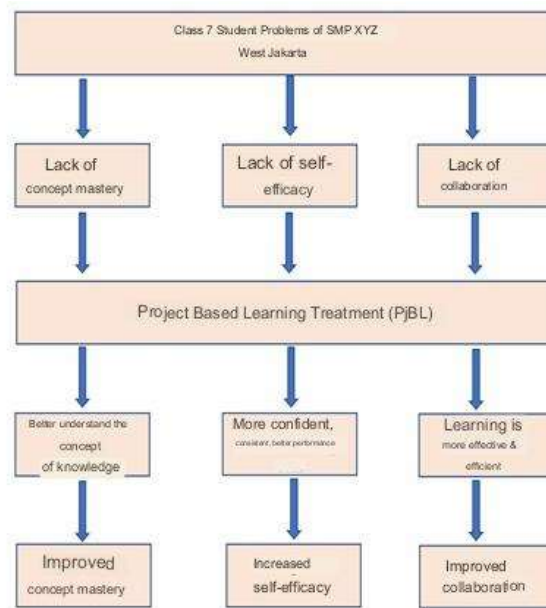 Class 7 Student Problems of SMP XYZ
West Jakarta
Lack of
concept mastery
Lack of self-
efficacy
Lack of
collaboration
Project Based Learning Treatment (PjBL)
Better understand the
concept
of knowledge
More confident,
consistent, better performance
Learning is
more effective &
efficient
Improved
concept mastery
Increased
self-efficacy
Improved
collaboration